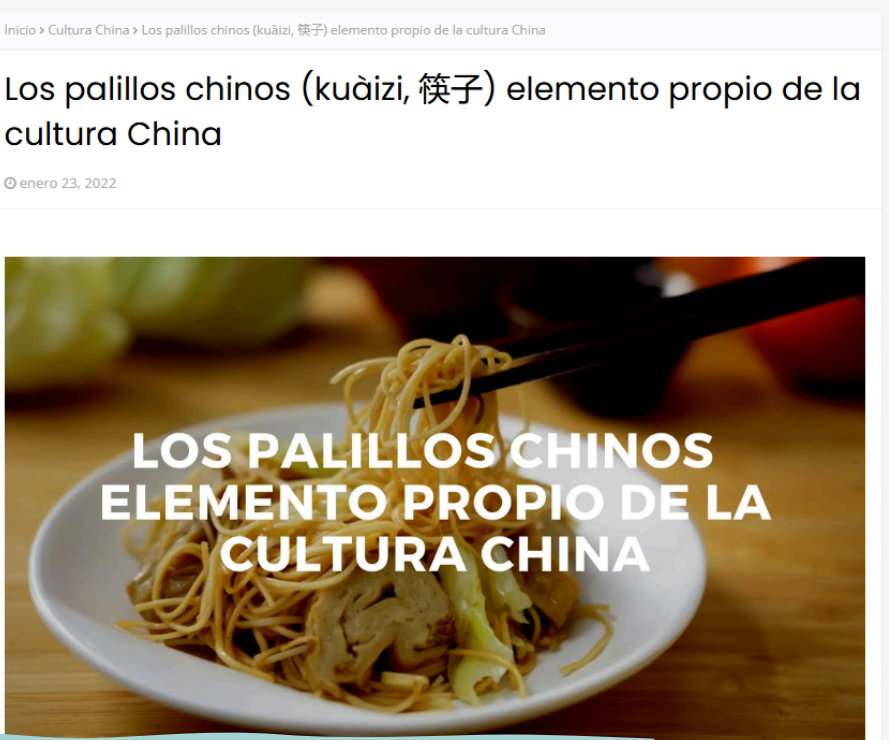 Inicio › Cultura China › Los palillos chinos (kuàizi, 筷子) elemento propio de la cultura China
Los palillos chinos (kuàizi, 筷子) elemento propio de la
cultura China
enero 23, 2022
LOS PALILLOS CHINOS
ELEMENTO PROPIO DE LA
CULTURA CHINA